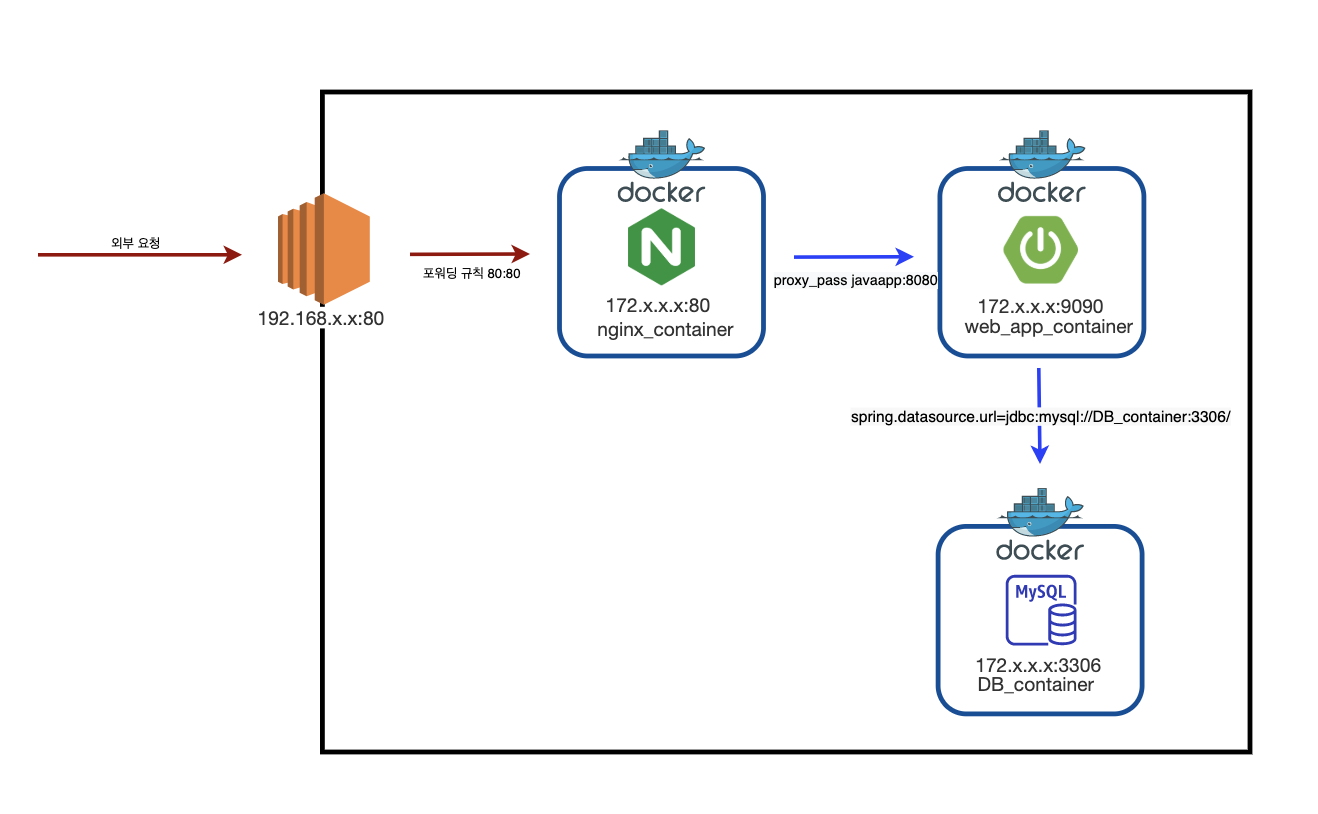 docker
docker
외부 요청
포워딩 규칙 80:80
proxy_pass javaapp:8080
192.168.x.x:80
N
172.x.x.x:80
nginx_container
172.x.x.x:9090
web_app_container
spring.datasource.url=jdbc:mysql://DB_container:3306/
docker
MySQL
172.x.x.x:3306
DB_container